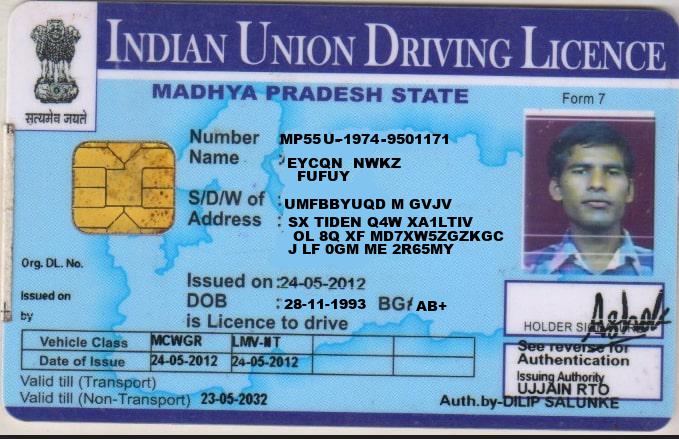 INDIAN UNION DRIVING LICENCE
सत्यमेव जयते
MADHYA PRADESH STATE
Form 7
Number MP55U-1974-9501171
Name : EYCQN NWKZ
FUFUY
S/D/W of : UMFBBYUQD M GVJV
Address : SX TIDEN Q4W XA1LTIV
OL 8Q XF MD7XW5ZGZKGC
J LF 0GM ME 2R65MY
Org. DL. No.
Issued on
by
Issued on :24-05-2012
DOB : 28-11-1993 BG/ AB+
is Licence to drive
Vehicle Class MCWGR LMV-NT
Date of Issue 24-05-2012 24-05-2012
Valid till (Transport)
Valid till (Non-Transport) 23-05-2032
HOLDER
See reverse for
Authentication
Issuing Authority
UJJAIN RTO
Auth.by-DILIP SALUNKE